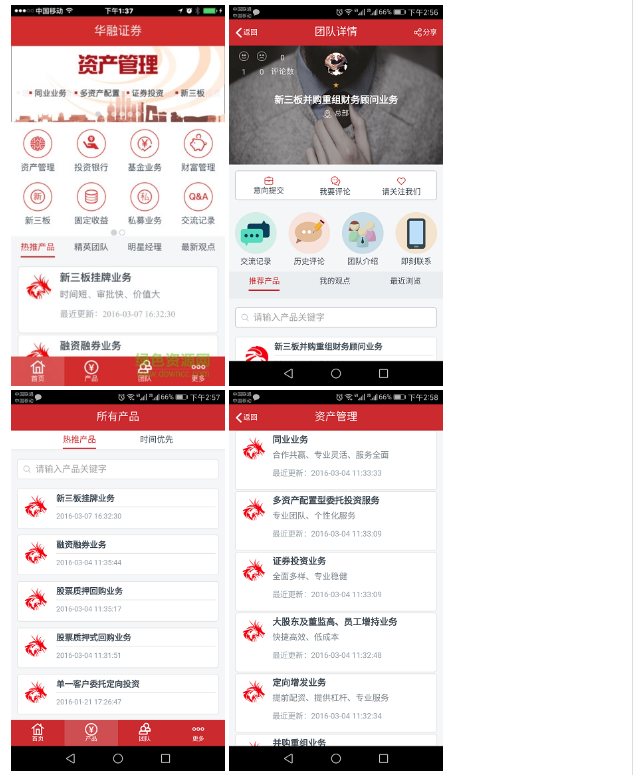 中国移动 下午1:37
华融证券
资产管理
同业业务 多资产配置 证券投资 新三板
资产管理 投资银行 基金业务 财富管理
新 私 Q&A
新三板 固定收益 私募业务 交流记录
热推产品 精英团队 明星经理 最新观点
新三板挂牌业务
时间短、审批快、价值大
最近更新：2016-03-07 16:32:30
融资融券业务
绿色资源网
首页 产品 团队 更多
中国移动 66% 下午2:56
返回 团队详情 分享
0
1 0 评论数
新三板并购重组财务顾问业务
总部
意向提交 我要评论 请关注我们
交流记录 历史评论 团队介绍 即刻联系
推荐产品 我的观点 最近浏览
请输入产品关键字
新三板并购重组财务顾问业务
中国移动 66% 下午2:57
所有产品
热推产品 时间优先
请输入产品关键字
新三板挂牌业务
2016-03-07 16:32:30
融资融券业务
2016-03-04 11:35:44
股票质押回购业务
2016-03-04 11:35:17
股票质押式回购业务
2016-03-04 11:31:51
单一客户委托定向投资
2016-01-21 17:26:47
首页 产品 团队 更多
中国移动 66% 下午2:58
返回 资产管理
同业业务
合作共赢、专业灵活、服务全面
最近更新：2016-03-04 11:33:33
多资产配置型委托投资服务
专业团队、个性化服务
最近更新：2016-03-04 11:33:09
证券投资业务
全面多样、专业稳健
最近更新：2016-03-04 11:33:09
大股东及董监高、员工增持业务
快捷高效、低成本
最近更新：2016-03-04 11:32:48
定向增发业务
提前配资、提供杠杆、专业服务
最近更新：2016-03-04 11:32:34
并购重组业务